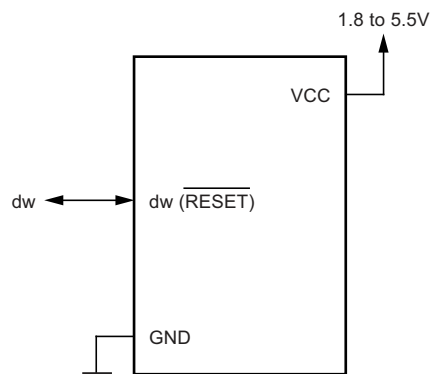 1.8 to 5.5V
VCC
dw
dw (RESET)
GND